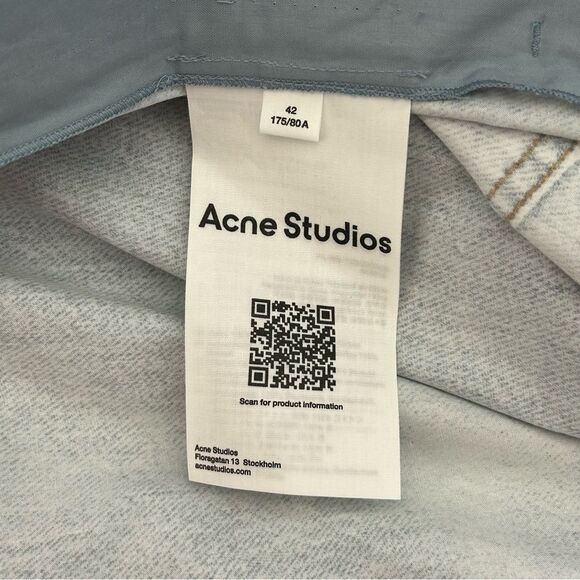 42
175/80A
Acne Studios
Scan for product information
Acne Studios
Floragatan 13 Stockholm
acnestudios.com